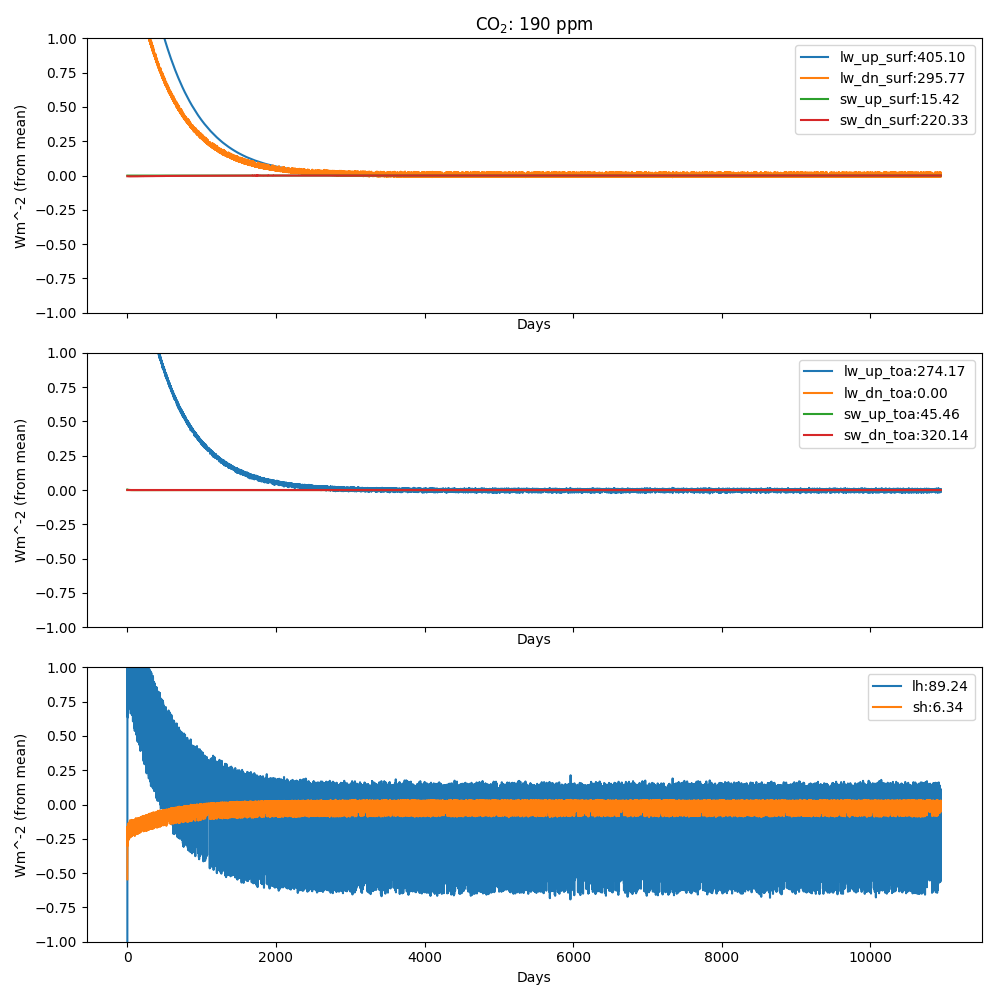 CO₂: 190 ppm
1.00
0.75
0.50
0.25
0.00
−0.25
−0.50
−0.75
−1.00
Wm^-2 (from mean)
lw_up_surf:405.10
lw_dn_surf:295.77
sw_up_surf:15.42
sw_dn_surf:220.33
Days
1.00
0.75
0.50
0.25
0.00
−0.25
−0.50
−0.75
−1.00
Wm^-2 (from mean)
lw_up_toa:274.17
lw_dn_toa:0.00
sw_up_toa:45.46
sw_dn_toa:320.14
Days
1.00
0.75
0.50
0.25
0.00
−0.25
−0.50
−0.75
−1.00
Wm^-2 (from mean)
lh:89.24
sh:6.34
0 2000 4000 6000 8000 10000
Days